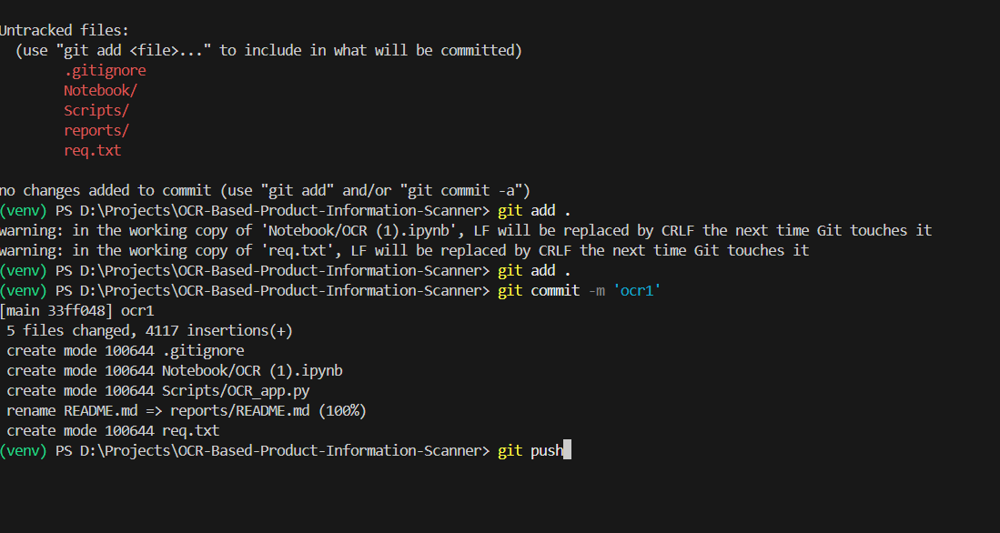 Untracked files:
  (use "git add <file>..." to include in what will be committed)
        .gitignore
        Notebook/
        Scripts/
        reports/
        req.txt

no changes added to commit (use "git add" and/or "git commit -a")
(venv) PS D:\Projects\OCR-Based-Product-Information-Scanner> git add .
warning: in the working copy of 'Notebook/OCR (1).ipynb', LF will be replaced by CRLF the next time Git touches it
warning: in the working copy of 'req.txt', LF will be replaced by CRLF the next time Git touches it
(venv) PS D:\Projects\OCR-Based-Product-Information-Scanner> git add .
(venv) PS D:\Projects\OCR-Based-Product-Information-Scanner> git commit -m 'ocr1'
[main 33ff048] ocr1
 5 files changed, 4117 insertions(+)
 create mode 100644 .gitignore
 create mode 100644 Notebook/OCR (1).ipynb
 create mode 100644 Scripts/OCR_app.py
 rename README.md => reports/README.md (100%)
 create mode 100644 req.txt
(venv) PS D:\Projects\OCR-Based-Product-Information-Scanner> git push